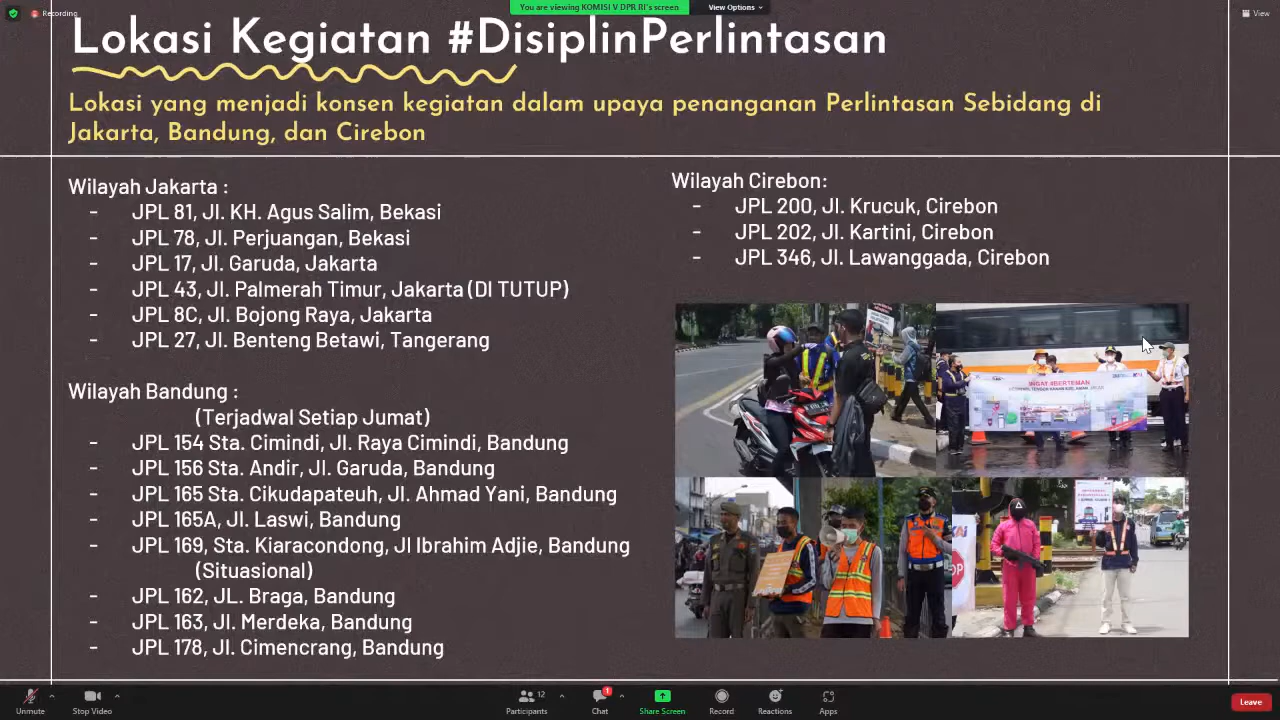 Recording
You are viewing KOMISI V DPR RI's screen
View Options
View
Lokasi Kegiatan #DisiplinPerlintasan
Lokasi yang menjadi konsen kegiatan dalam upaya penanganan Perlintasan Sebidang di
Jakarta, Bandung, dan Cirebon
Wilayah Jakarta :
- JPL 81, Jl. KH. Agus Salim, Bekasi
- JPL 78, Jl. Perjuangan, Bekasi
- JPL 17, Jl. Garuda, Jakarta
- JPL 43, Jl. Palmerah Timur, Jakarta (DI TUTUP)
- JPL 8C, Jl. Bojong Raya, Jakarta
- JPL 27, Jl. Benteng Betawi, Tangerang
Wilayah Bandung :
(Terjadwal Setiap Jumat)
- JPL 154 Sta. Cimindi, Jl. Raya Cimindi, Bandung
- JPL 156 Sta. Andir, Jl. Garuda, Bandung
- JPL 165 Sta. Cikudapateuh, Jl. Ahmad Yani, Bandung
- JPL 165A, Jl. Laswi, Bandung
- JPL 169, Sta. Kiaracondong, Jl Ibrahim Adjie, Bandung
(Situasional)
- JPL 162, JL. Braga, Bandung
- JPL 163, Jl. Merdeka, Bandung
- JPL 178, Jl. Cimencrang, Bandung
Wilayah Cirebon:
- JPL 200, Jl. Krucuk, Cirebon
- JPL 202, Jl. Kartini, Cirebon
- JPL 346, Jl. Lawanggada, Cirebon
INGAT #BERTEMAN
Unmute
Stop Video
12
Participants
1
Chat
Share Screen
Record
Reactions
Apps
Leave